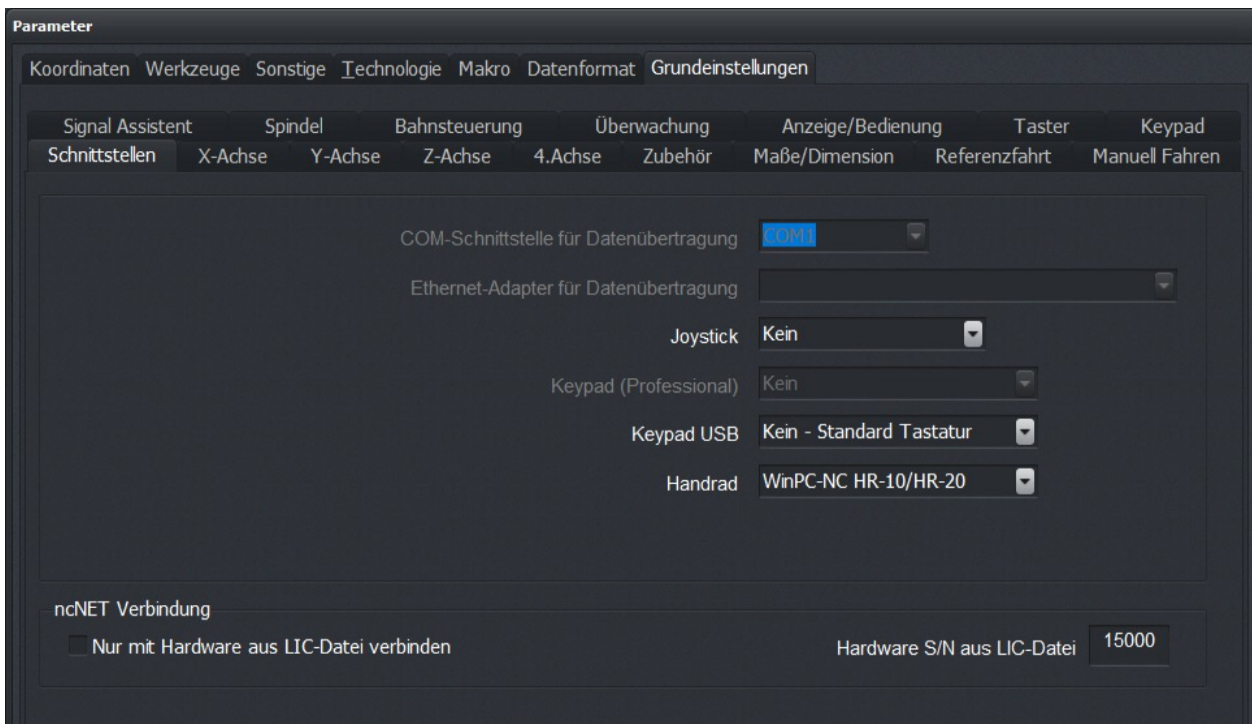 Parameter
Koordinaten Werkzeuge Sonstige Technologie Makro Datenformat Grundeinstellungen
Signal Assistent Spindel Bahnsteuerung Überwachung Anzeige/Bedienung Taster Keypad
Schnittstellen X-Achse Y-Achse Z-Achse 4.Achse Zubehör Maße/Dimension Referenzfahrt Manuell Fahren
COM-Schnittstelle für Datenübertragung COM1
Ethernet-Adapter für Datenübertragung
Joystick Kein
Keypad (Professional) Kein
Keypad USB Kein - Standard Tastatur
Handrad WinPC-NC HR-10/HR-20
ncNET Verbindung
Nur mit Hardware aus LIC-Datei verbinden Hardware S/N aus LIC-Datei 15000